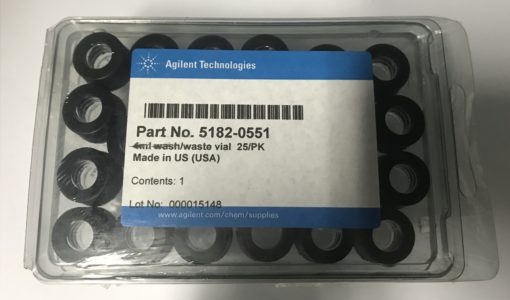 Agilent Technologies
Part No. 5182-0551
4ml wash/waste vial 25/PK
Made in US (USA)
Contents: 1
Lot No: 000015148
www.agilent.com/chem/supplies